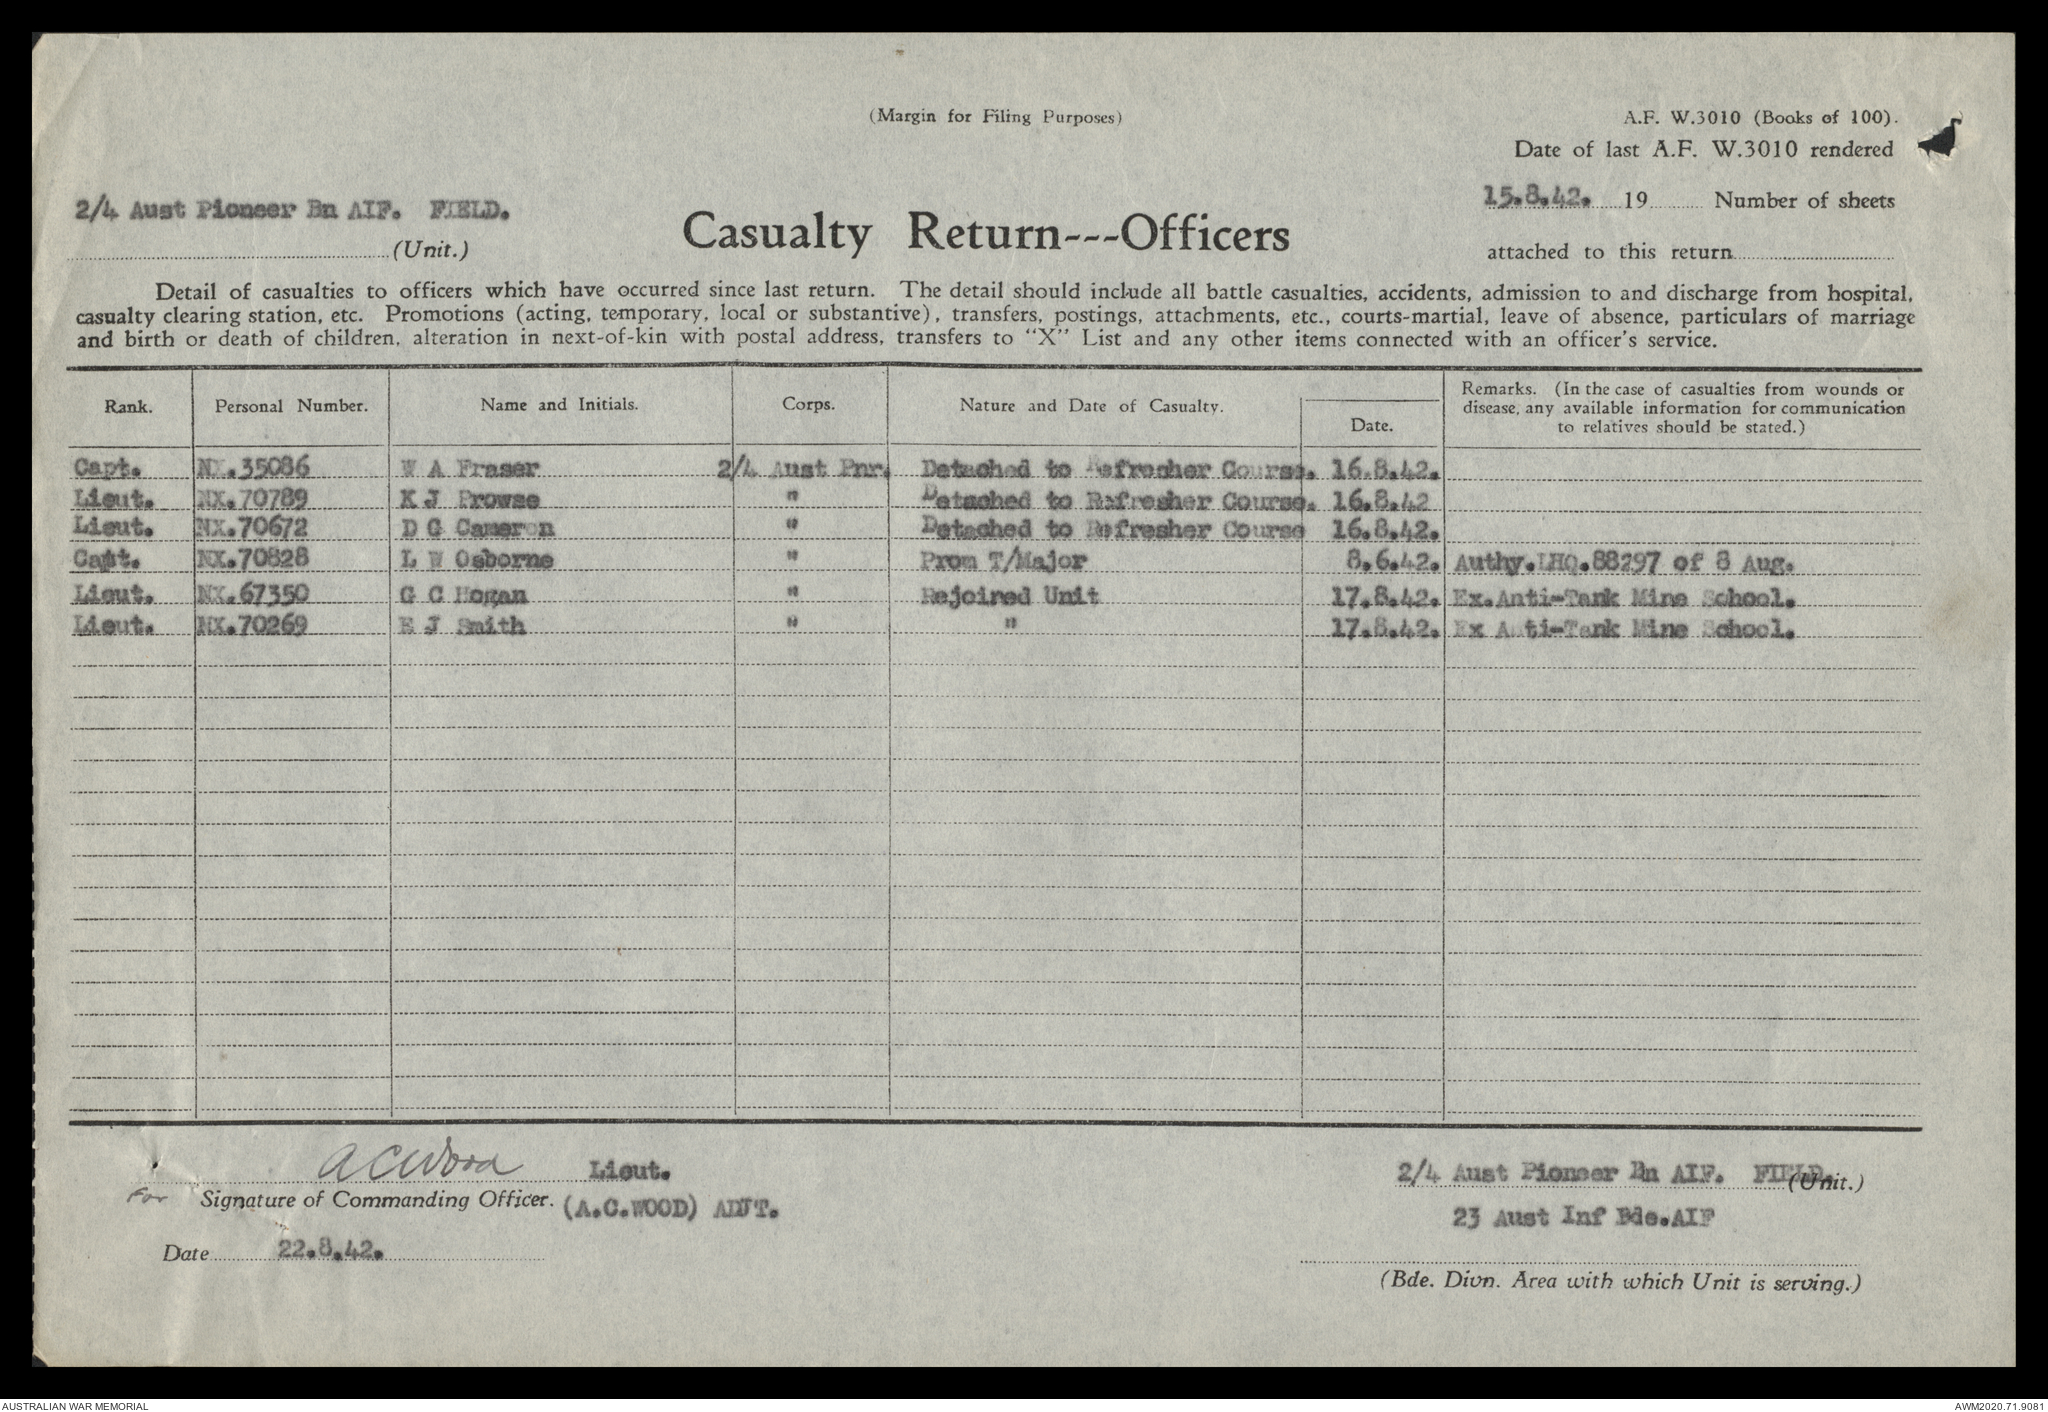 (Margin for Filing Purposes)
A.F. W.3010 (Books of 100).
Date of last A.F. W.3010 rendered
15.8.42. 19 Number of sheets
attached to this return
2/4 Aust Pioneer Bn AIF. FIELD.
(Unit.)
Casualty Return---Officers
Detail of casualties to officers which have occurred since last return. The detail should include all battle casualties, accidents, admission to and discharge from hospital,
casualty clearing station, etc. Promotions (acting, temporary, local or substantive), transfers, postings, attachments, etc., courts-martial, leave of absence, particulars of marriage
and birth or death of children, alteration in next-of-kin with postal address, transfers to "X" List and any other items connected with an officer's service.
Rank. Personal Number. Name and Initials. Corps. Nature and Date of Casualty. Date. Remarks. (In the case of casualties from wounds or
disease, any available information for communication
to relatives should be stated.)
Capt. NX.35086 W A Fraser 2/4 Aust Pnr. Detached to Refresher Course. 16.8.42.
Lieut. NX.70789 K J Prowse " Detached to Refresher Course. 16.8.42
Lieut. NX.70672 D G Cameron " Detached to Refresher Course 16.8.42.
Capt. NX.70828 L W Osborne " Prom T/Major 8.6.42. Authy.LHQ.88297 of 8 Aug.
Lieut. NX.67350 G C Hogan " Rejoined Unit 17.8.42. Ex.Anti-Tank Mine School.
Lieut. NX.70269 E J Smith " " 17.8.42. Ex Anti-Tank Mine School.
ACWood Lieut.
For Signature of Commanding Officer. (A.C.WOOD) ADJT.
Date 22.8.42.
2/4 Aust Pioneer Bn AIF. FIELD. (Unit.)
23 Aust Inf Bde.AIF
(Bde. Divn. Area with which Unit is serving.)
AUSTRALIAN WAR MEMORIAL
AWM2020.71.9081